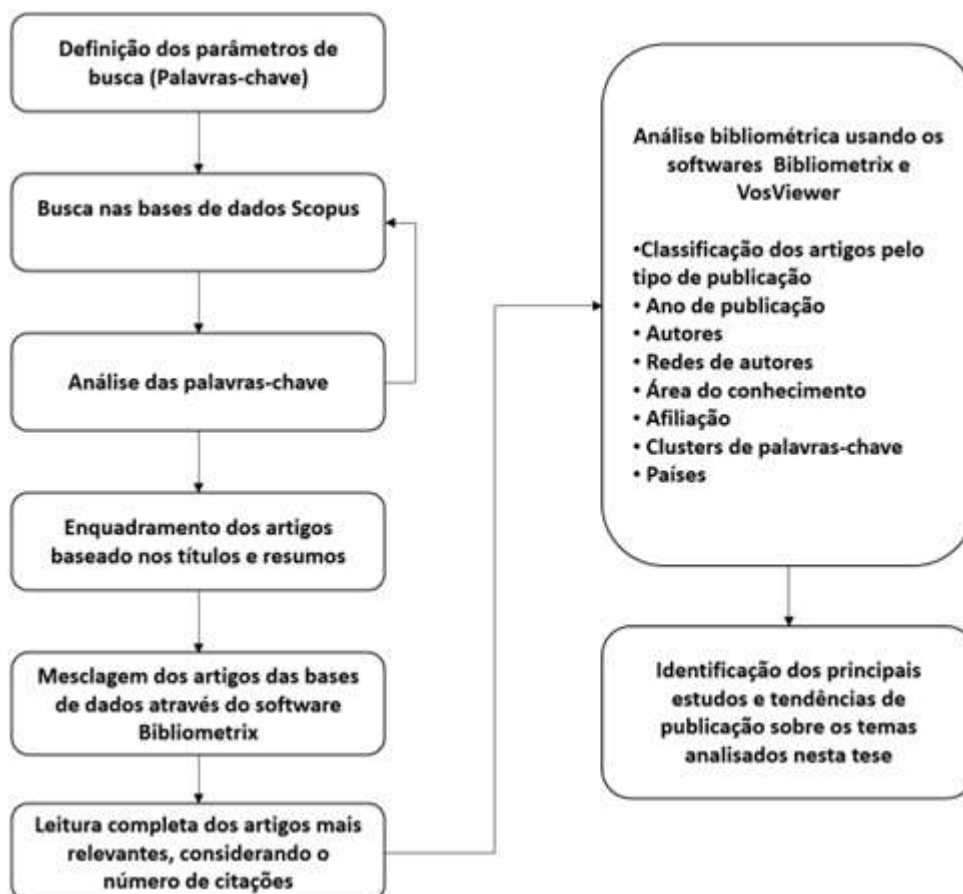 Definição dos parâmetros de
busca (Palavras-chave)
Busca nas bases de dados Scopus
Análise das palavras-chave
Enquadramento dos artigos
baseado nos títulos e resumos
Mesclagem dos artigos das bases
de dados através do software
Bibliometrix
Leitura completa dos artigos mais
relevantes, considerando o
número de citações
Análise bibliométrica usando os
softwares Bibliometrix e
VosViewer
•Classificação dos artigos pelo
tipo de publicação
• Ano de publicação
• Autores
• Redes de autores
• Área do conhecimento
• Afiliação
• Clusters de palavras-chave
• Países
Identificação dos principais
estudos e tendências de
publicação sobre os temas
analisados nesta tese